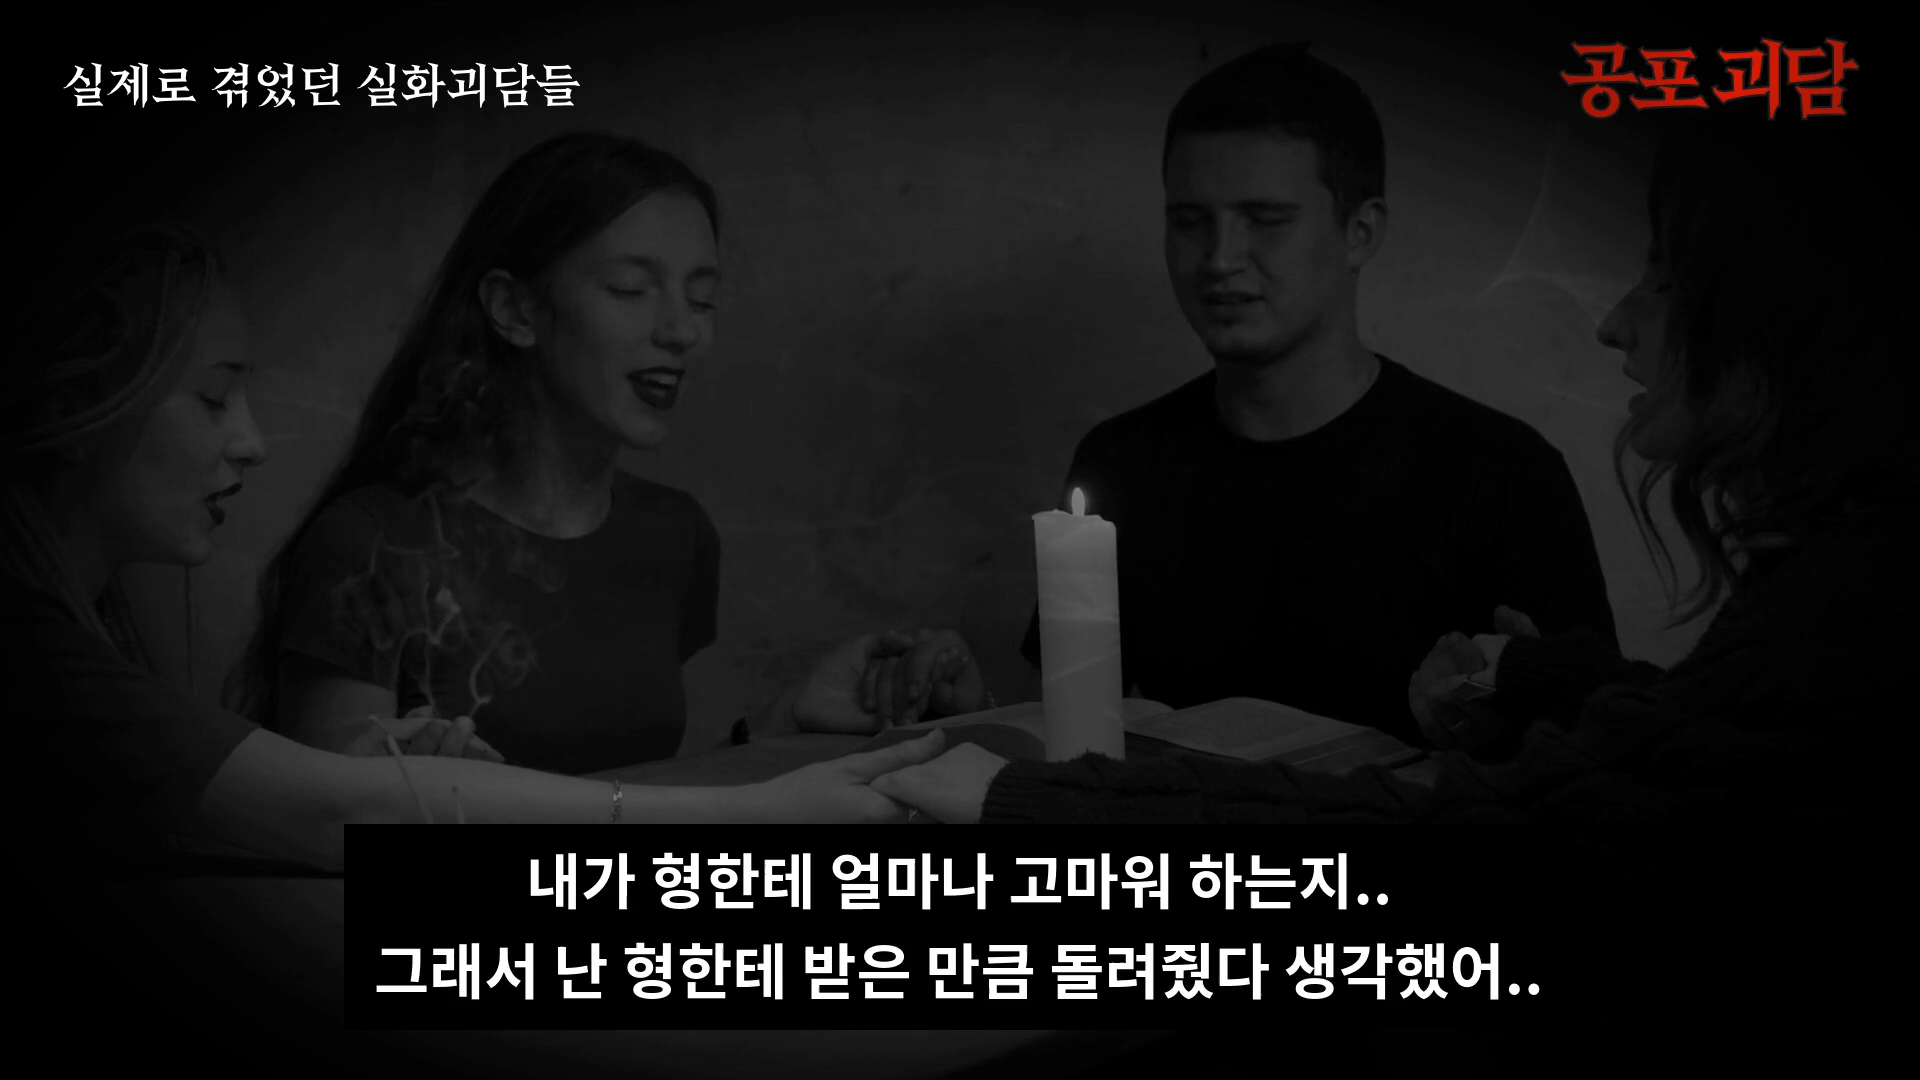 실제로 겪었던 실화괴담들
공포 괴담
내가 형한테 얼마나 고마워 하는지..
그래서 난 형한테 받은 만큼 돌려줬다 생각했어..